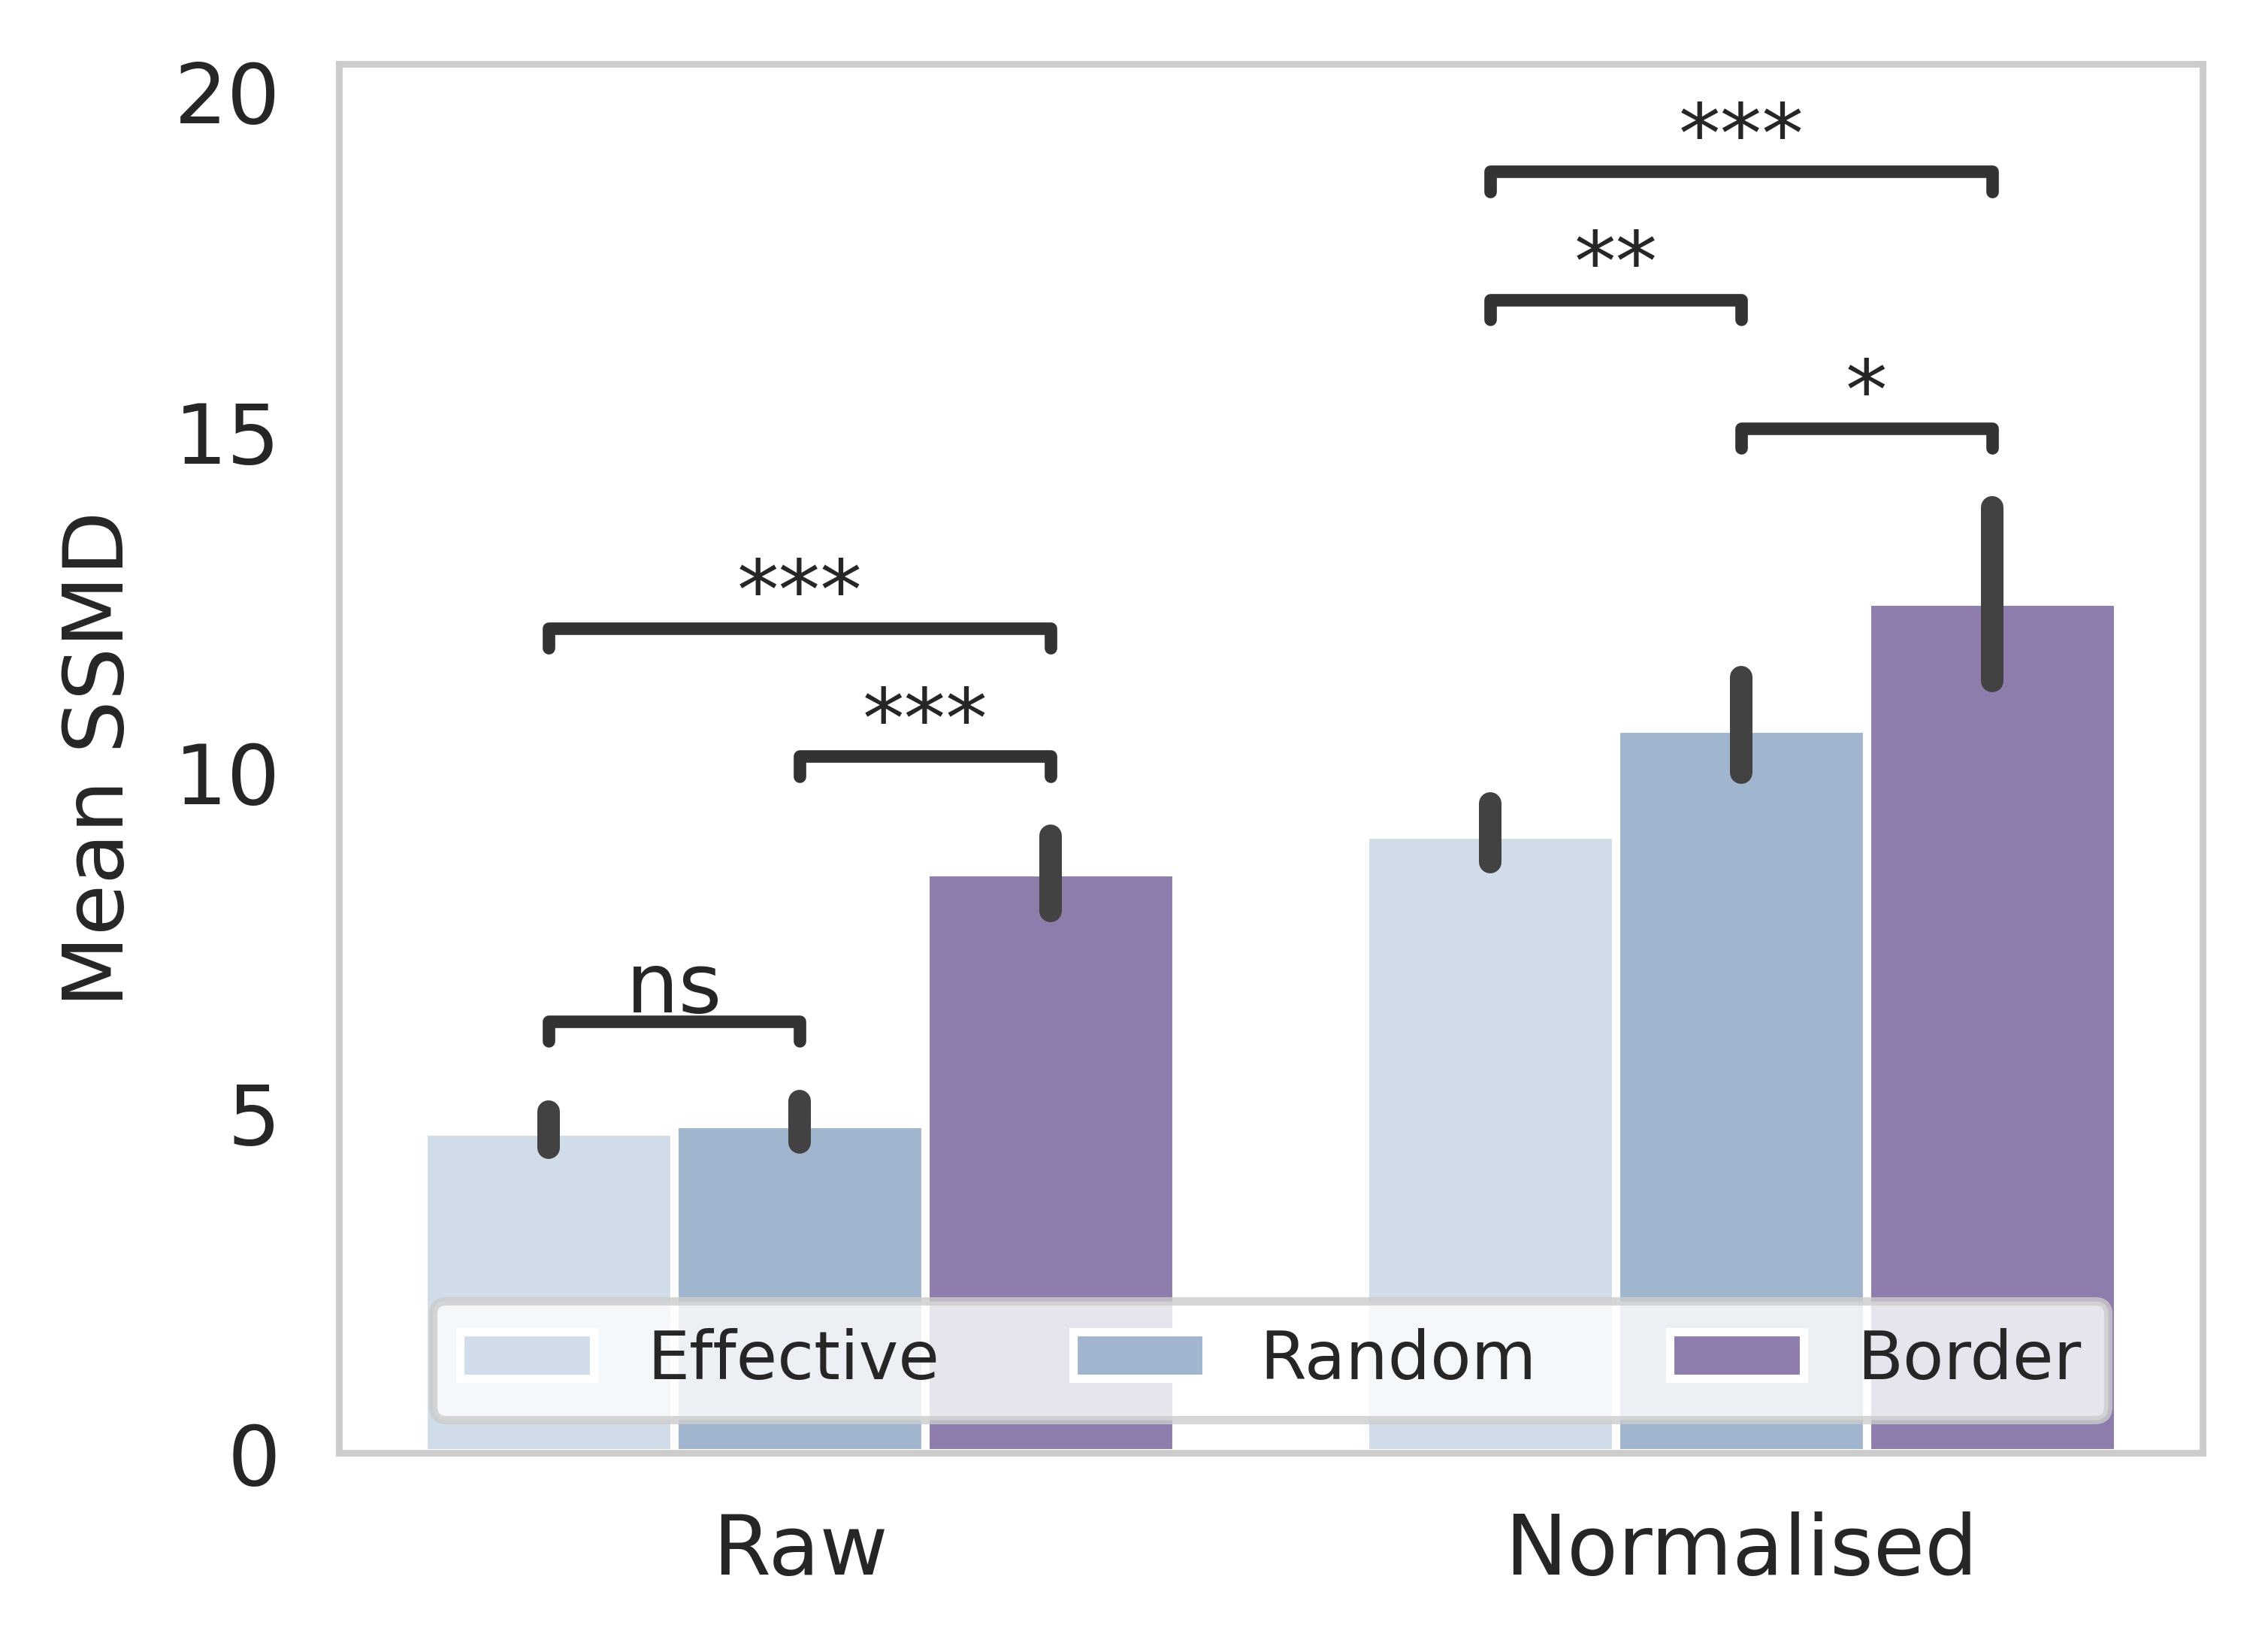 Mean SSMD
20
15
10
5
0
***
**
*
***
***
ns
Effective Random Border
Raw Normalised